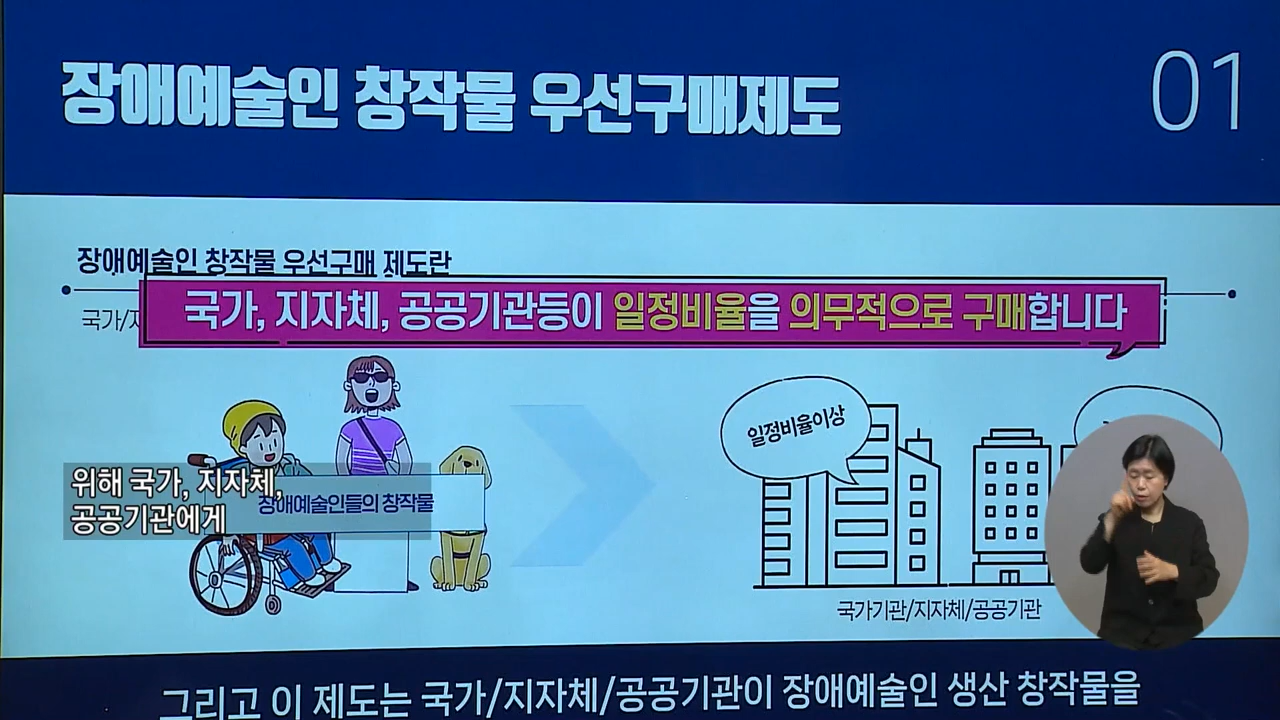 장애예술인 창작물 우선구매제도
01
장애예술인 창작물 우선구매 제도란
국가/지
국가, 지자체, 공공기관등이 일정비율을 의무적으로 구매합니다
일정비율이상
위해 국가, 지자체,
공공기관에게
장애예술인들의 창작물
국가기관/지자체/공공기관
그리고 이 제도는 국가/지자체/공공기관이 장애예술인 생산 창작물을